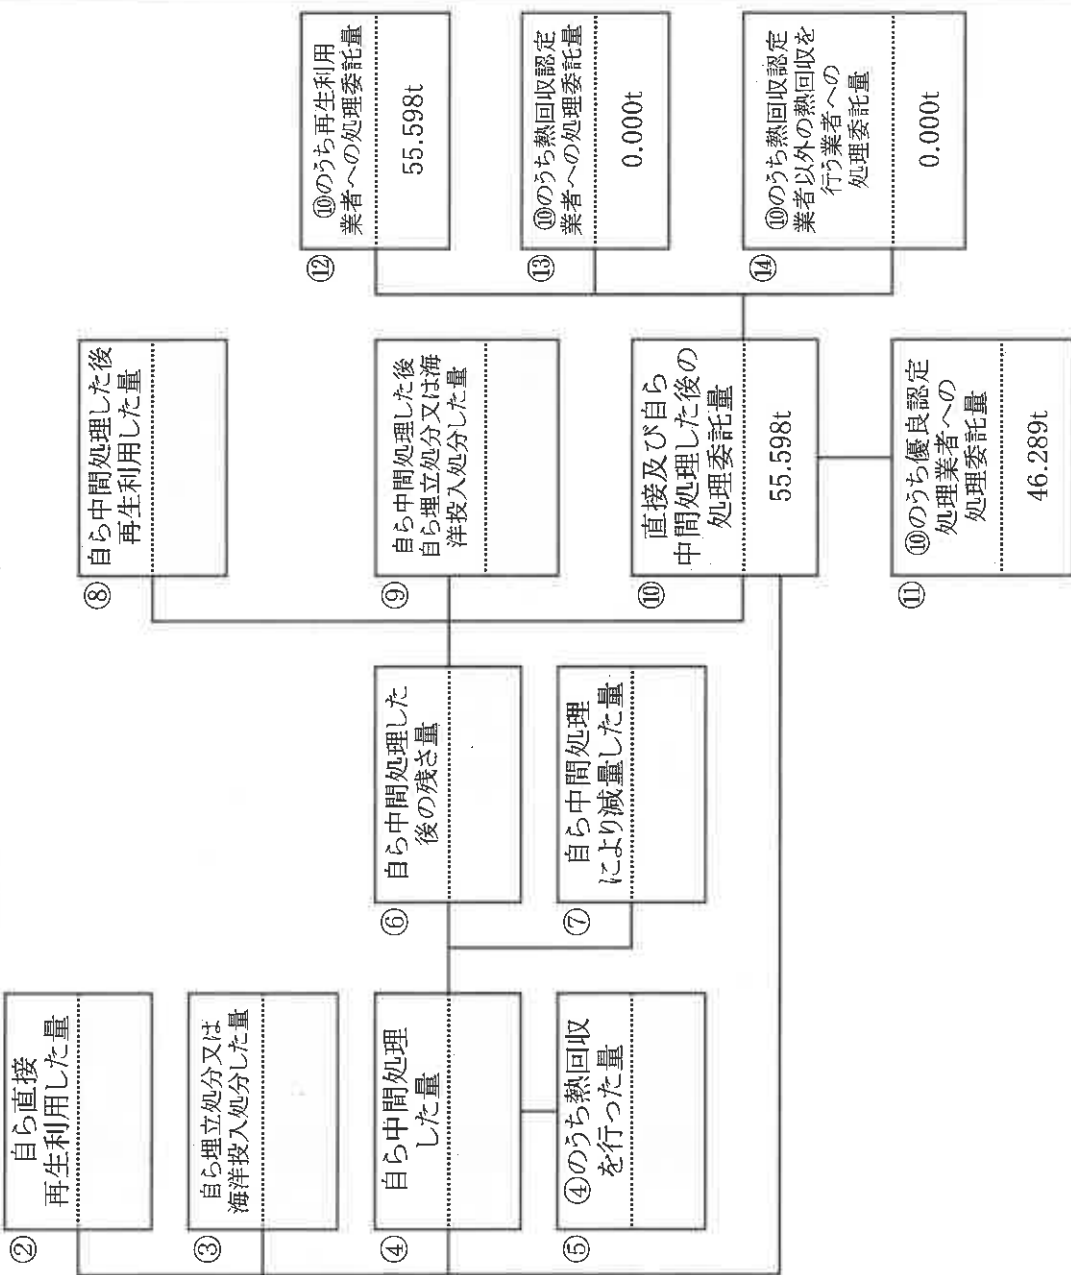 ②
自ら直接
再生利用した量
③
自ら埋立処分又は
海洋投入処分した量
④
自ら中間処理
した量
⑤
④のうち熱回収
を行った量
⑥
自ら中間処理した
後の残さ量
⑦
自ら中間処理
により減量した量
⑧
自ら中間処理した後
再生利用した量
⑨
自ら中間処理した後
自ら埋立処分又は海
洋投入処分した量
⑩
直接及び自ら
中間処理した後の
処理委託量
55.598t
⑪
⑩のうち優良認定
処理業者への
処理委託量
46.289t
⑫
⑩のうち再生利用
業者への処理委託量
55.598t
⑬
⑩のうち熱回収認定
業者への処理委託量
0.000t
⑭
⑩のうち熱回収認定
業者以外の熱回収を
行う業者への
処理委託量
0.000t